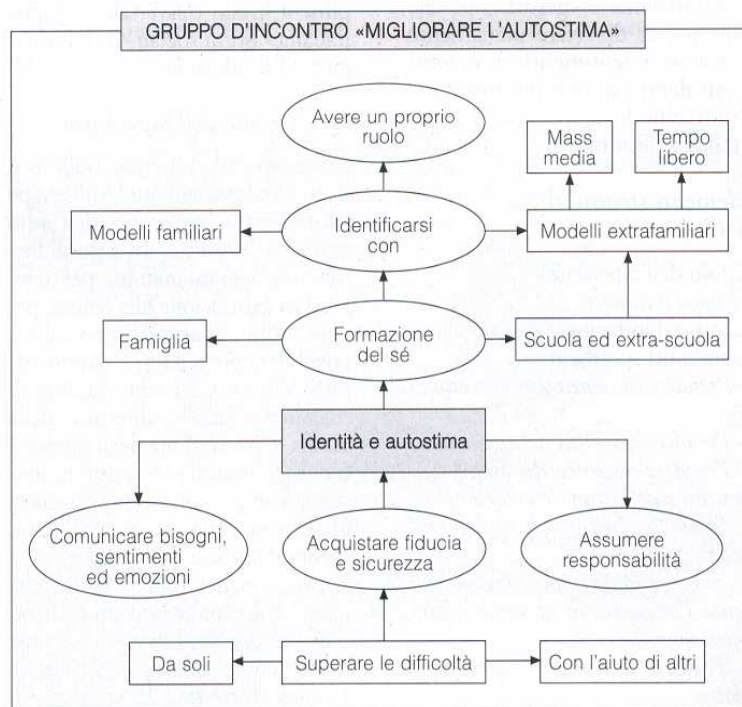 GRUPPO D'INCONTRO «MIGLIORARE L'AUTOSTIMA»
Avere un proprio
ruolo
Mass
media
Tempo
libero
Modelli familiari
Identificarsi
con
Modelli extrafamiliari
Famiglia
Formazione
del sé
Scuola ed extra-scuola
Identità e autostima
Comunicare bisogni,
sentimenti
ed emozioni
Acquistare fiducia
e sicurezza
Assumere
responsabilità
Da soli
Superare le difficoltà
Con l'aiuto di altri